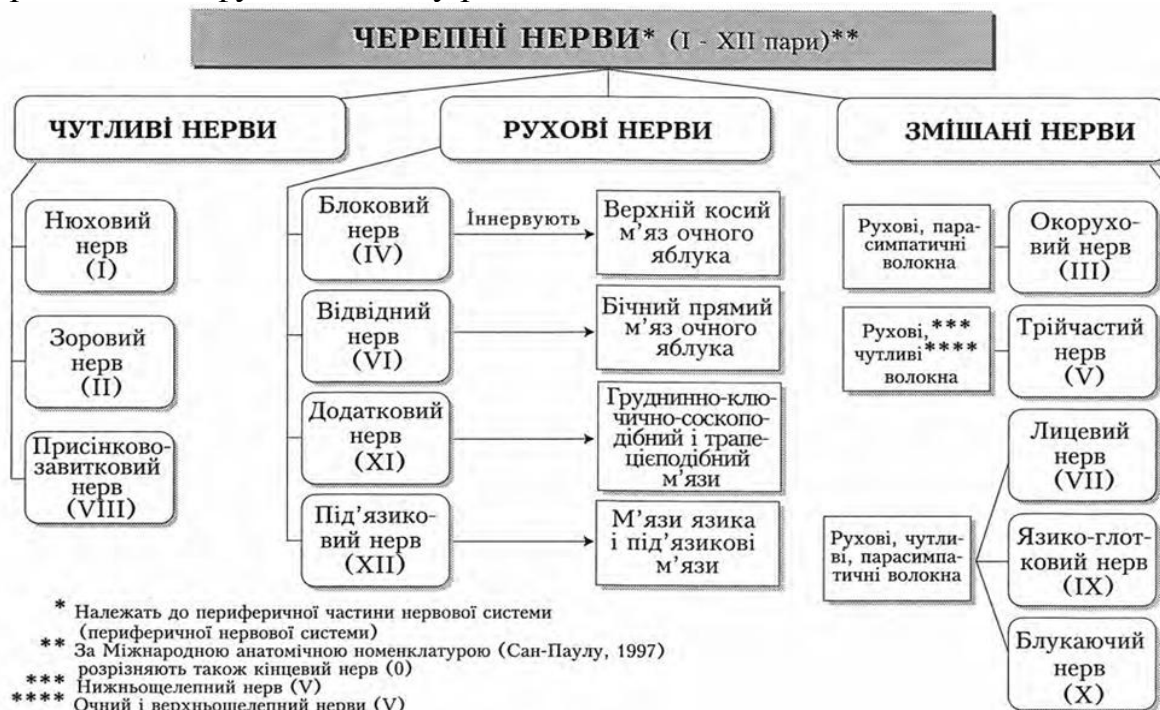 ЧЕРЕПНІ НЕРВИ* (I - XII пари)**
ЧУТЛИВІ НЕРВИ
Нюховий
нерв
(I)
Зоровий
нерв
(II)
Присінково-
завитковий
нерв
(VIII)
РУХОВІ НЕРВИ
Блоковий
нерв
(IV)
Іннервують
Верхній косий
м’яз очного
яблука
Відвідний
нерв
(VI)
Бічний прямий
м’яз очного
яблука
Додатковий
нерв
(XI)
Груднинно-клю-
чично-соскопо-
дібний і трапе-
цієподібний
м’язи
Під’язико-
вий нерв
(XII)
М’язи язика
і під’язикові
м’язи
ЗМІШАНІ НЕРВИ
Рухові, пара-
симпатичні
волокна
Окорухо-
вий нерв
(III)
Рухові,***
чутливі****
волокна
Трійчастий
нерв
(V)
Рухові, чутли-
ві, парасимпа-
тичні волокна
Лицевий
нерв
(VII)
Язико-глот-
ковий нерв
(IX)
Блукаючий
нерв
(X)
* Належать до периферичної частини нервової системи
(периферичної нервової системи)
** За Міжнародною анатомічною номенклатурою (Сан-Паулу, 1997)
розрізняють також кінцевий нерв (0)
*** Нижньощелепний нерв (V)
**** Очний і верхньощелепний нерви (V)